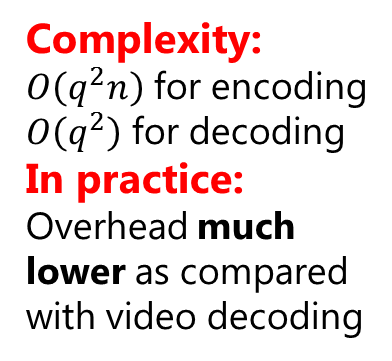 Complexity:
O(q²n) for encoding
O(q²) for decoding
In practice:
Overhead much
lower as compared
with video decoding